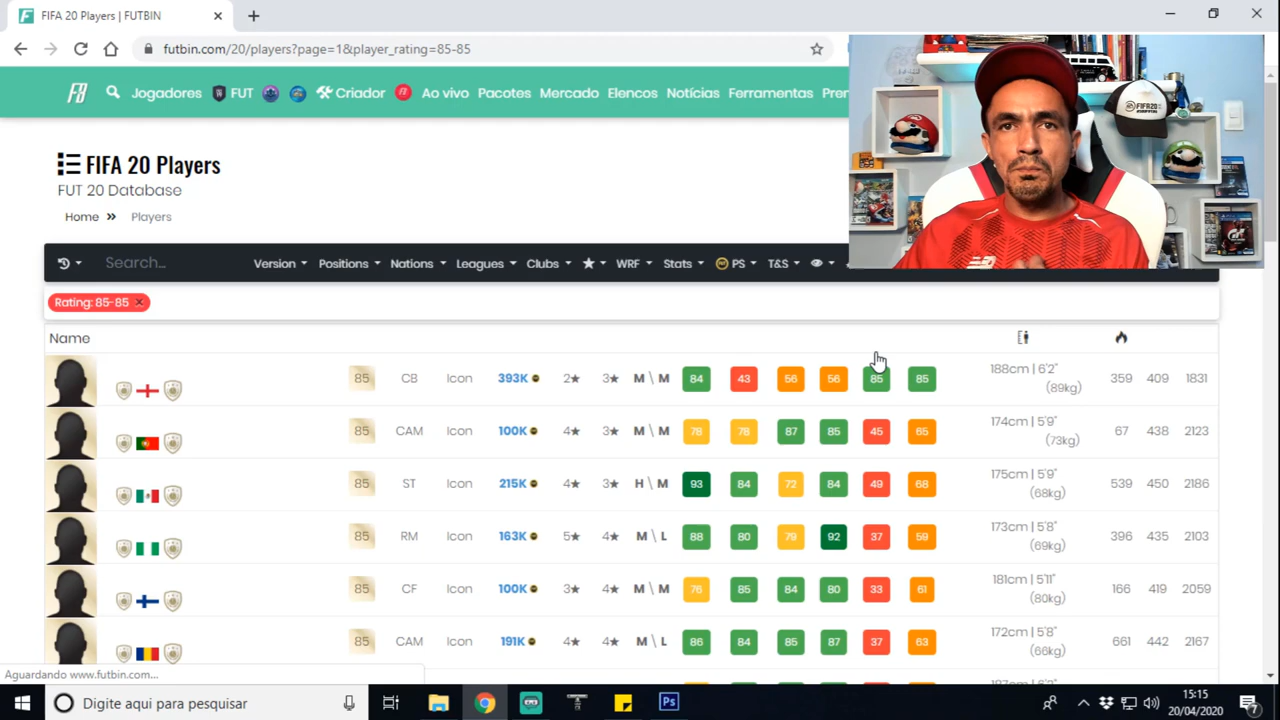 FIFA 20 Players | FUTBIN
futbin.com/20/players?page=1&player_rating=85-85
Jogadores FUT Criador Ao vivo Pacotes Mercado Elencos Notícias Ferramentas Prer
FIFA 20
FIFA 20 Players
FUT 20 Database
Home » Players
Search... Version Positions Nations Leagues Clubs WRF Stats PS T&S
Rating: 85-85 ×
Name
85 CB Icon 393K 2★ 3★ M \ M 84 43 56 56 85 85 188cm | 6'2" (89kg) 359 409 1831
85 CAM Icon 100K 4★ 3★ M \ M 78 78 87 85 45 65 174cm | 5'9" (73kg) 67 438 2123
85 ST Icon 215K 4★ 3★ H \ M 93 84 72 84 49 68 175cm | 5'9" (68kg) 539 450 2186
85 RM Icon 163K 5★ 4★ M \ L 88 80 79 92 37 59 173cm | 5'8" (69kg) 396 435 2103
85 CF Icon 100K 3★ 4★ M \ M 76 85 84 80 33 61 181cm | 5'11" (80kg) 166 419 2059
85 CAM Icon 191K 4★ 4★ M \ L 86 84 85 87 37 63 172cm | 5'8" (66kg) 661 442 2167
Aguardando www.futbin.com...
Digite aqui para pesquisar
Ps
15:15
20/04/2020
7